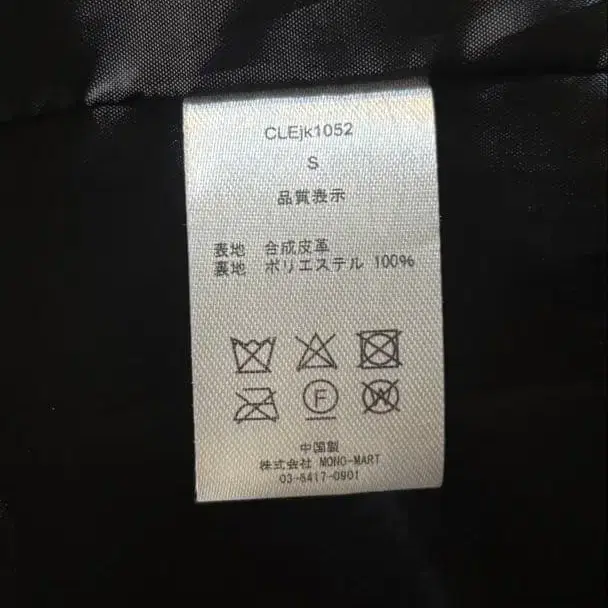 CLEjk1052
S
品質表示
表地 合成皮革
裏地 ポリエステル 100%
F
W
中国製
株式会社 MONO-MART
03-6417-0901